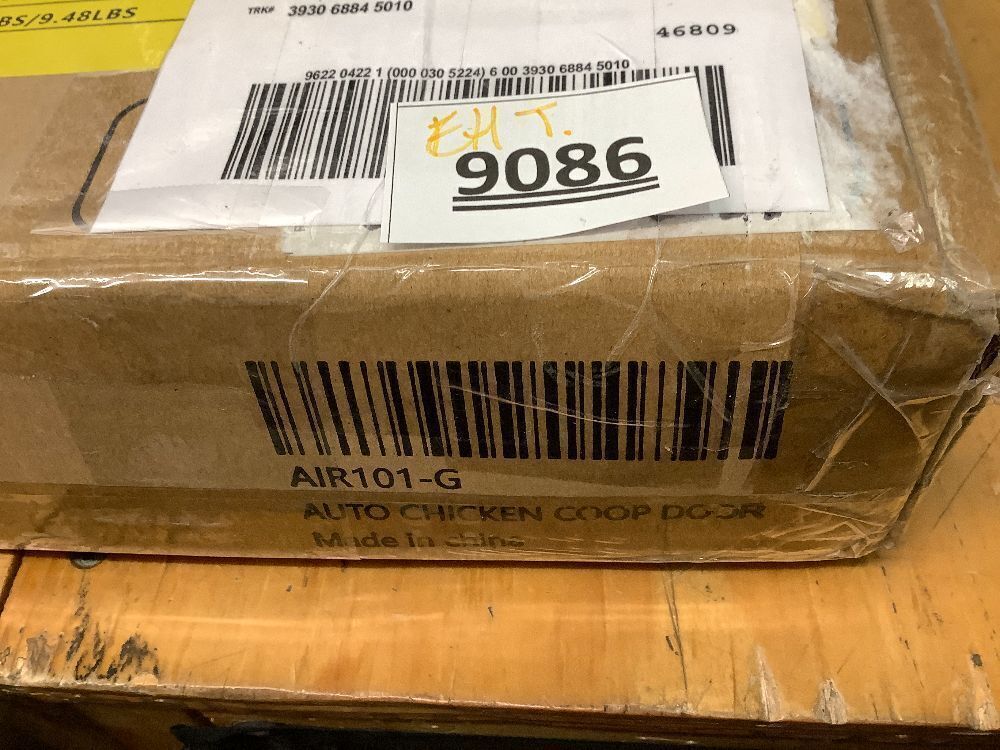 BS/9.48LBS
TRK# 3930 6884 5010
46809
9622 0422 1 (000 030 5224) 6 00 3930 6884 5010
EH T.
9086
AIR101-G
AUTO CHICKEN COOP DOOR
Made in china